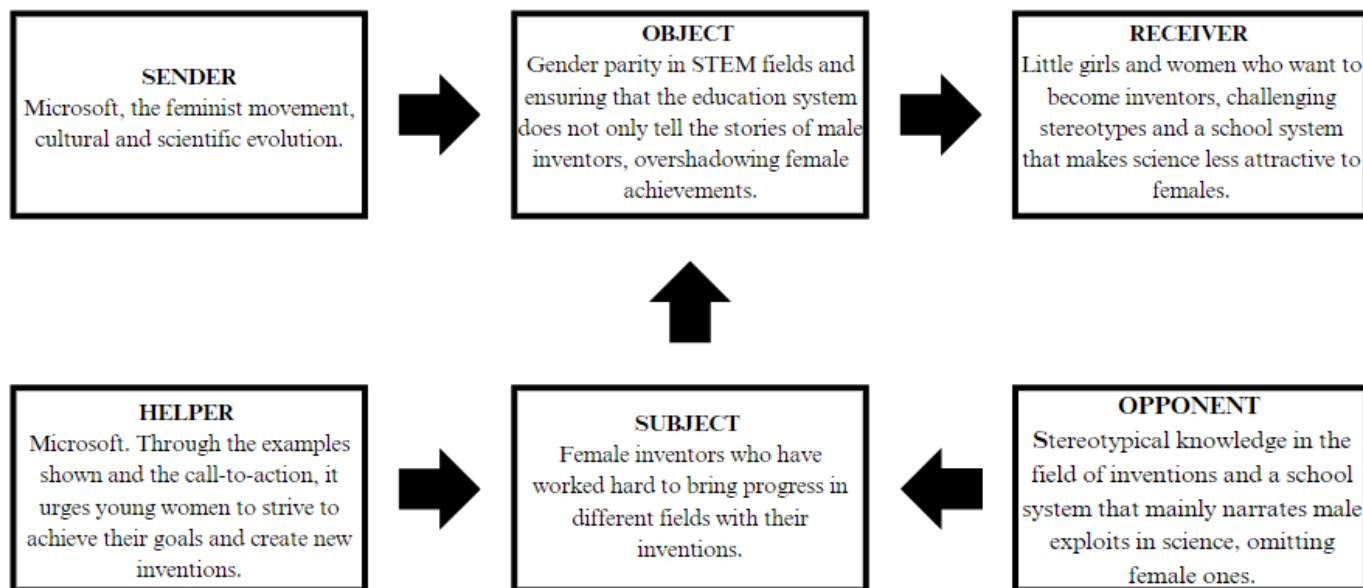 SENDER
Microsoft, the feminist movement,
cultural and scientific evolution.
OBJECT
Gender parity in STEM fields and
ensuring that the education system
does not only tell the stories of male
inventors, overshadowing female
achievements.
RECEIVER
Little girls and women who want to
become inventors, challenging
stereotypes and a school system
that makes science less attractive to
females.
HELPER
Microsoft. Through the examples
shown and the call-to-action, it
urges young women to strive to
achieve their goals and create new
inventions.
SUBJECT
Female inventors who have
worked hard to bring progress in
different fields with their
inventions.
OPPONENT
Stereotypical knowledge in the
field of inventions and a school
system that mainly narrates male
exploits in science, omitting
female ones.